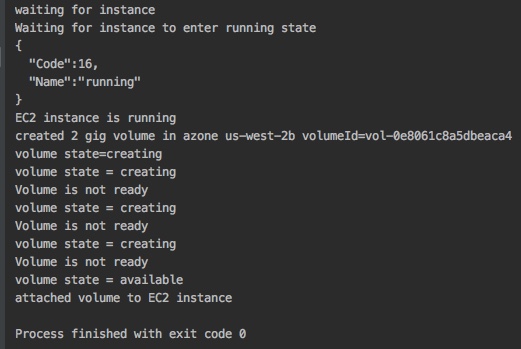 waiting for instance
Waiting for instance to enter running state
{
  "Code":16,
  "Name":"running"
}
EC2 instance is running
created 2 gig volume in azone us-west-2b volumeId=vol-0e8061c8a5dbeaca4
volume state=creating
volume state = creating
Volume is not ready
volume state = creating
Volume is not ready
volume state = creating
Volume is not ready
volume state = available
attached volume to EC2 instance

Process finished with exit code 0